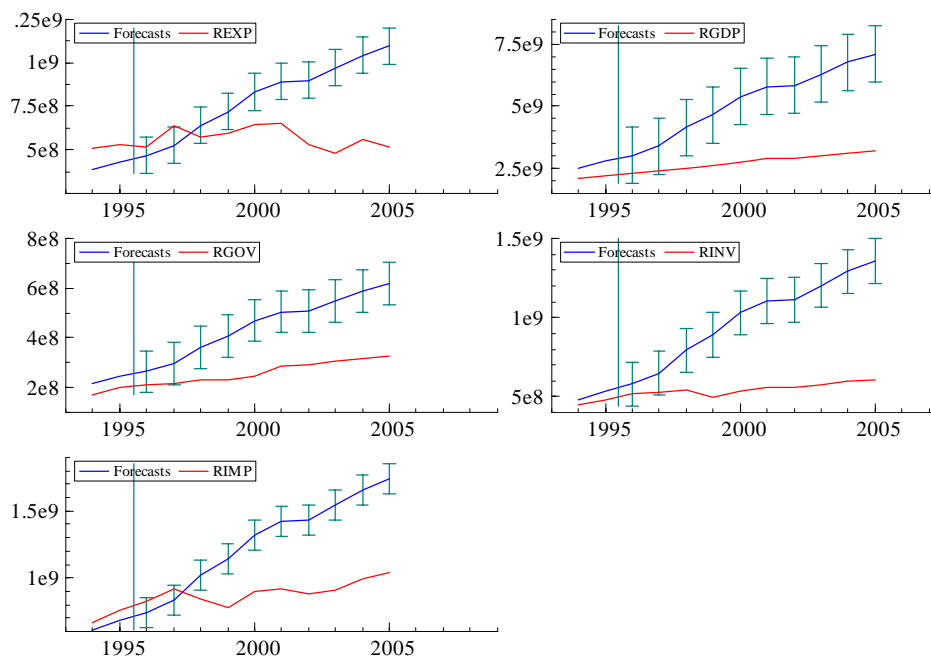 .25e9
Forecasts REXP
1e9
7.5e8
5e8
1995 2000 2005
Forecasts RGDP
7.5e9
5e9
2.5e9
1995 2000 2005
8e8
Forecasts RGOV
6e8
4e8
2e8
1995 2000 2005
1.5e9
Forecasts RINV
1e9
5e8
1995 2000 2005
Forecasts RIMP
1.5e9
1e9
1995 2000 2005